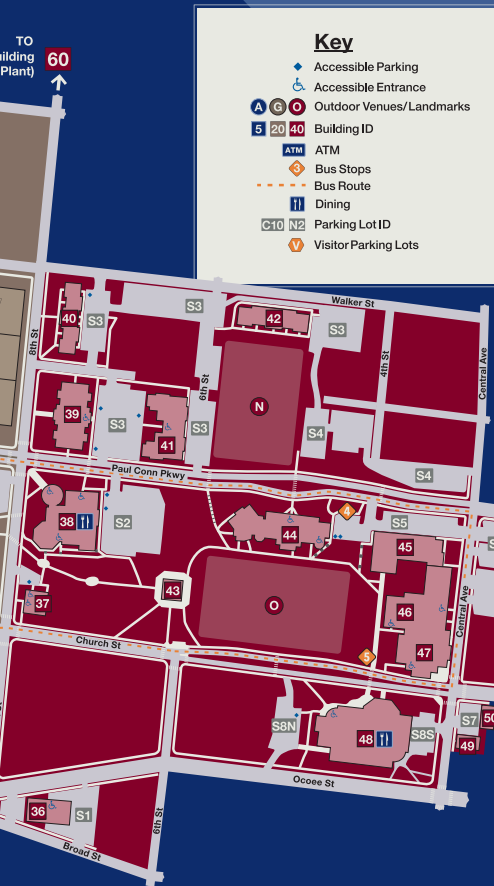 TO
uilding
Plant)
60
Key
Accessible Parking
Accessible Entrance
A G O Outdoor Venues/Landmarks
5 20 40 Building ID
ATM ATM
3 Bus Stops
Bus Route
Dining
C10 N2 Parking Lot ID
V Visitor Parking Lots
Walker St
8th St
40
S3
S3
6th St
42
S3
4th St
Central Ave
39
S3
41
S3
N
S4
S4
Paul Conn Pkwy
38
S2
44
4
S5
45
37
43
O
46
47
Central Ave
Church St
5
S8N
48
S8S
S7
50
49
Ocoee St
36
S1
6th St
Broad St